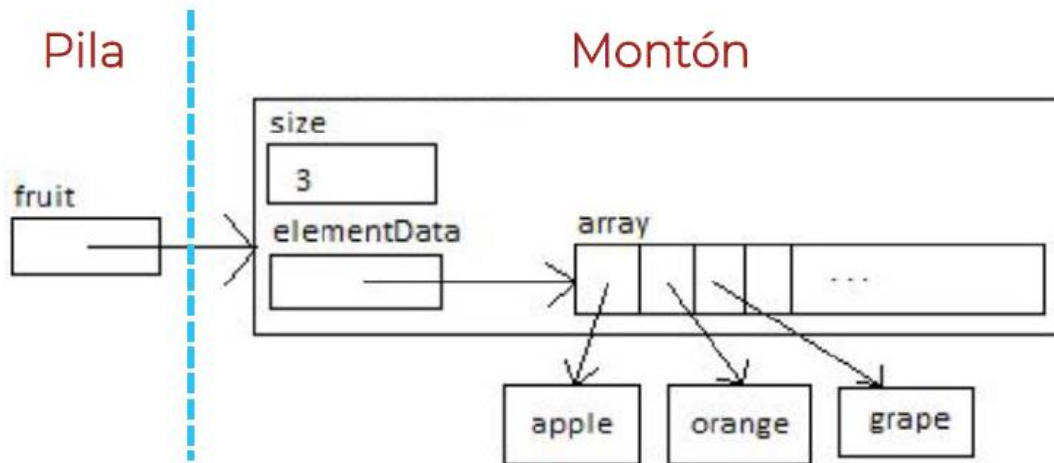 Pila
Montón
size
3
fruit
elementData
array
...
apple
orange
grape